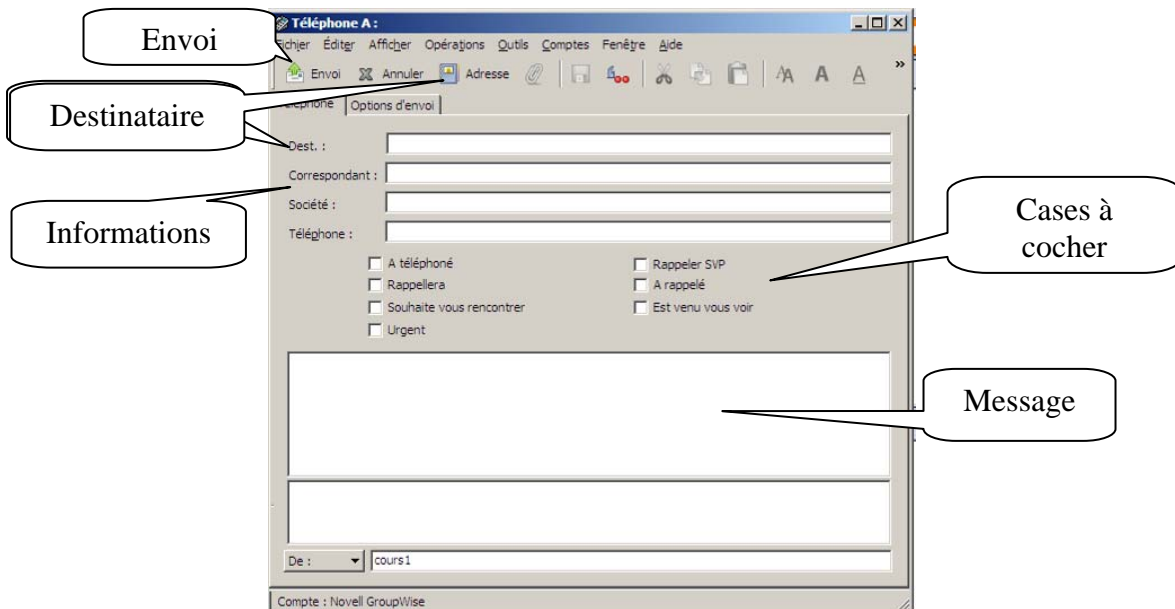 Téléphone A :
Fichier Éditer Afficher Opérations Outils Comptes Fenêtre Aide
Envoi Annuler Adresse A A A »
Téléphone Options d'envoi
Dest. :
Correspondant :
Société :
Téléphone :
A téléphoné Rappeler SVP
Rappellera A rappelé
Souhaite vous rencontrer Est venu vous voir
Urgent
De : cours1
Compte : Novell GroupWise
Envoi
Destinataire
Informations
Cases à
cocher
Message